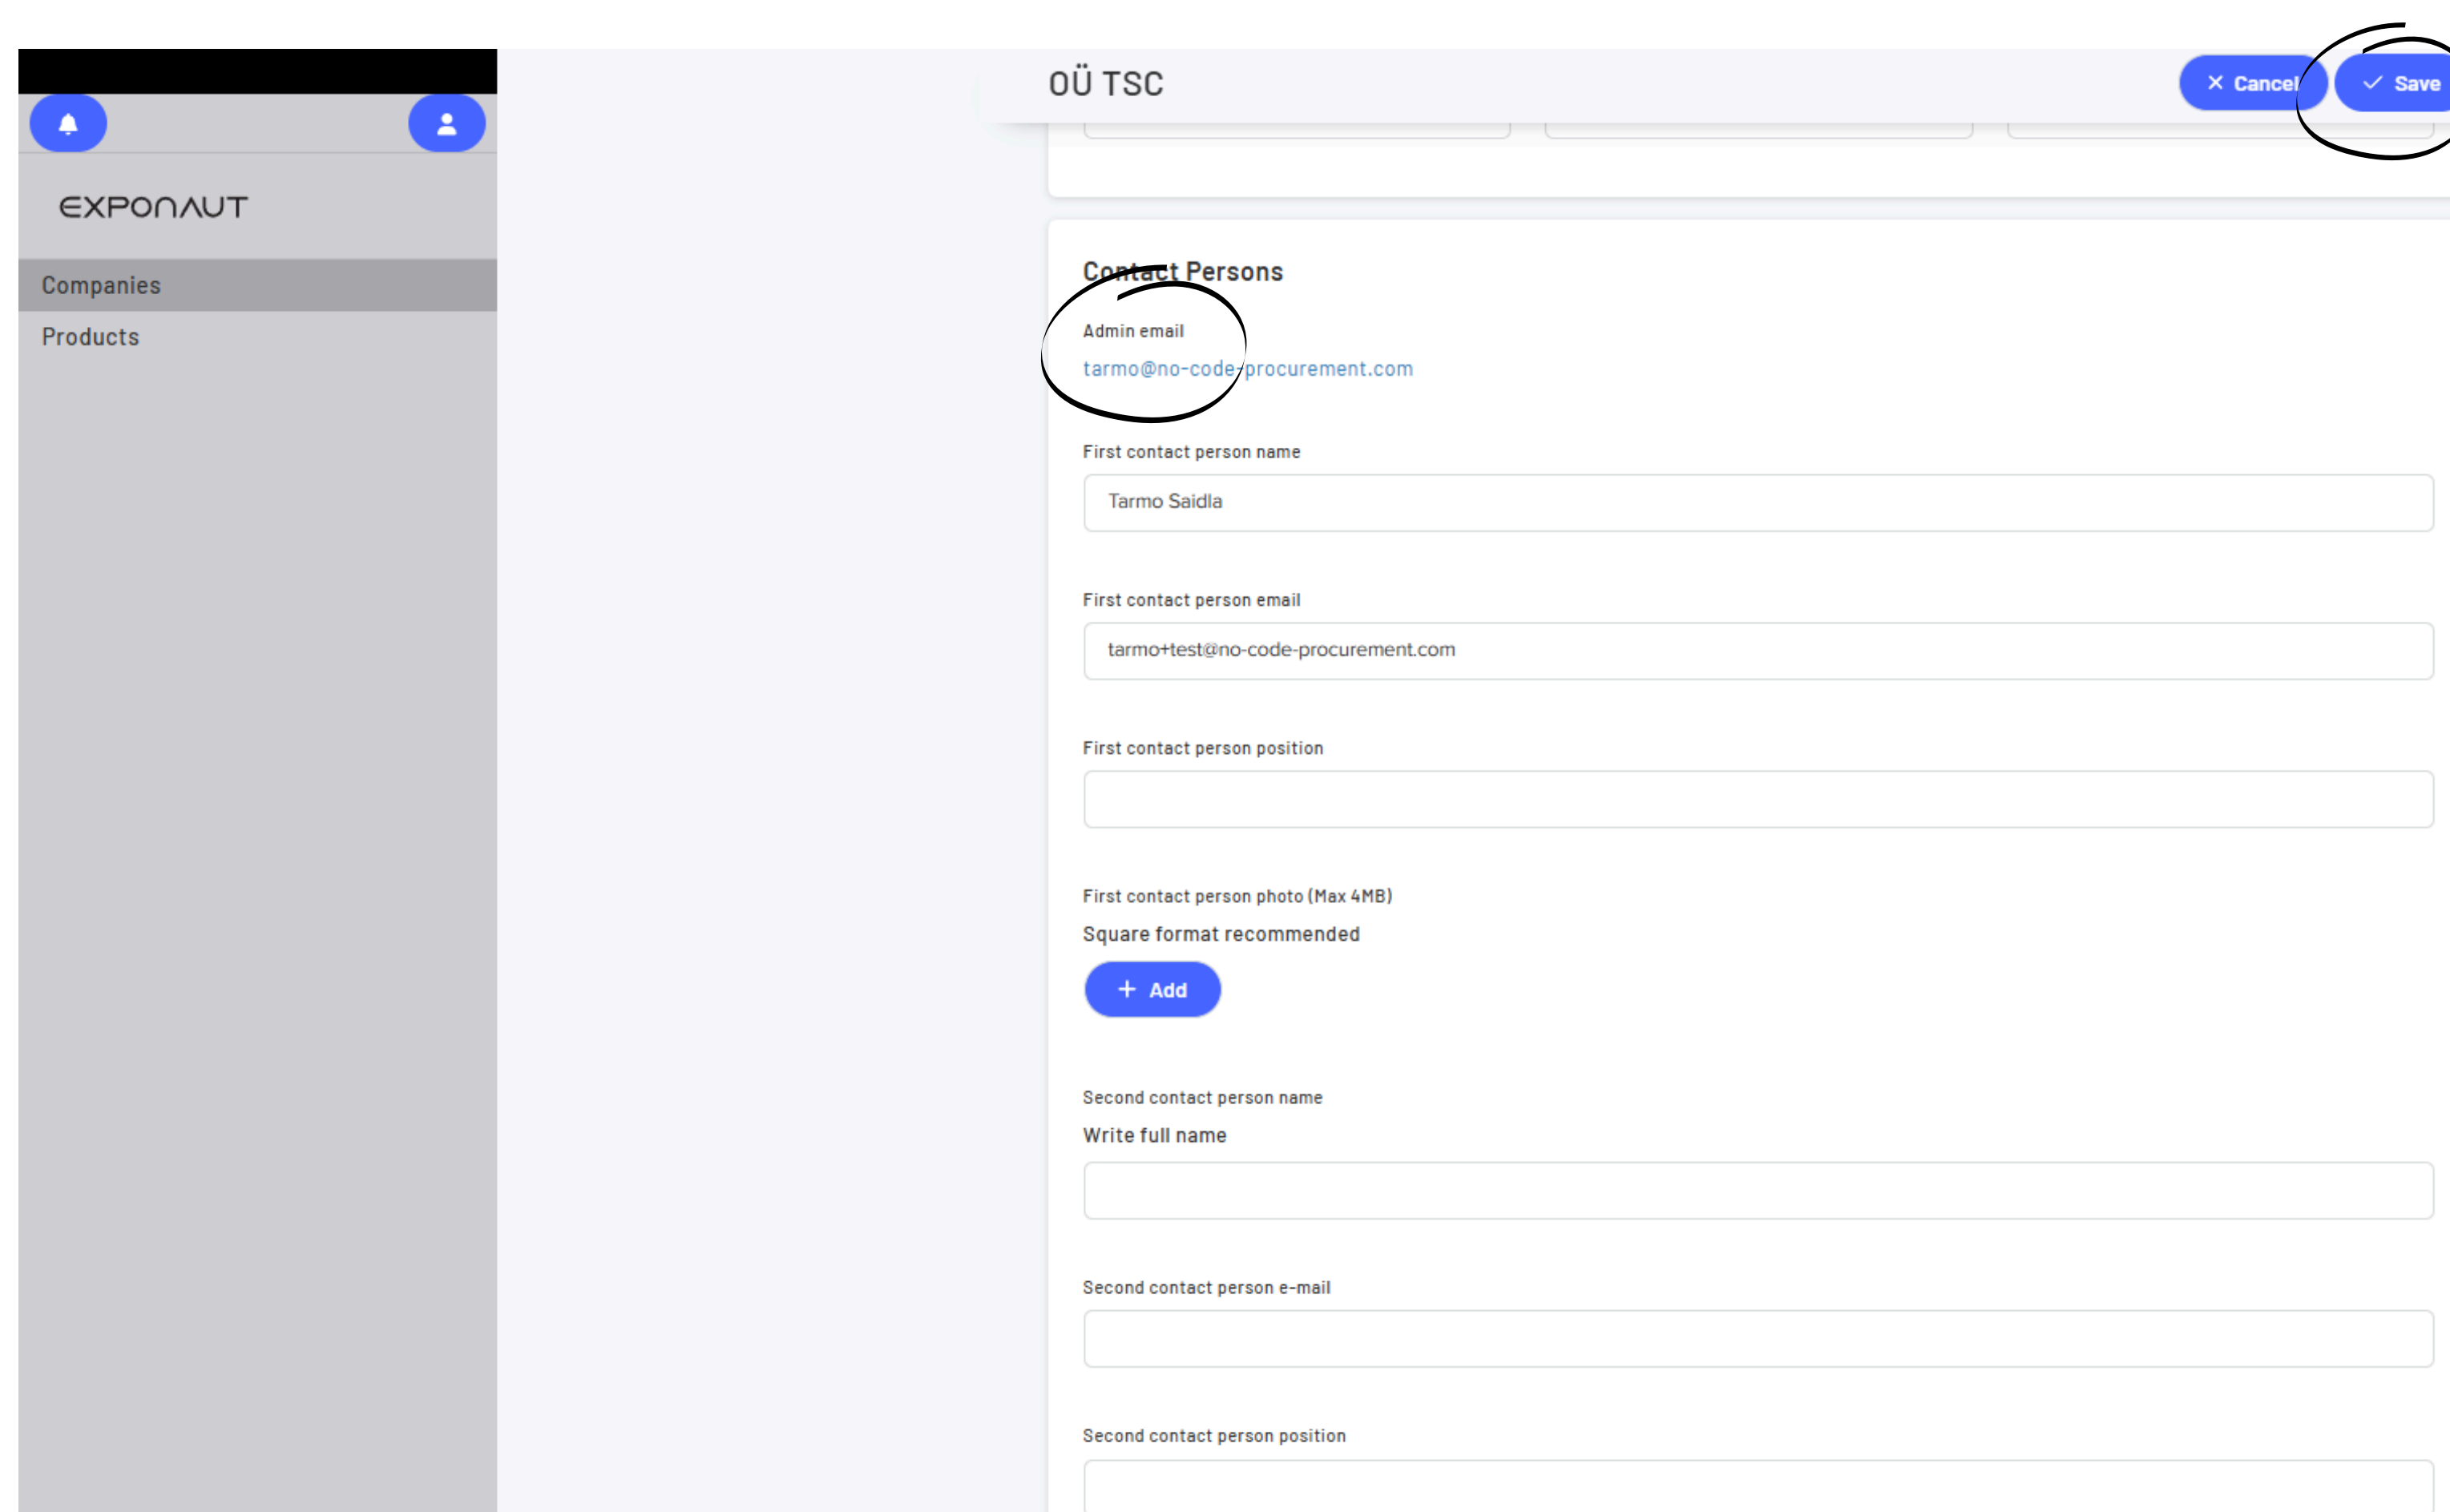 OÜ TSC
Cancel
Save
EXPONAUT
Companies
Products
Contact Persons
Admin email
tarmo@no-code-procurement.com
First contact person name
Tarmo Saidla
First contact person email
tarmo+test@no-code-procurement.com
First contact person position
First contact person photo (Max 4MB)
Square format recommended
+ Add
Second contact person name
Write full name
Second contact person e-mail
Second contact person position